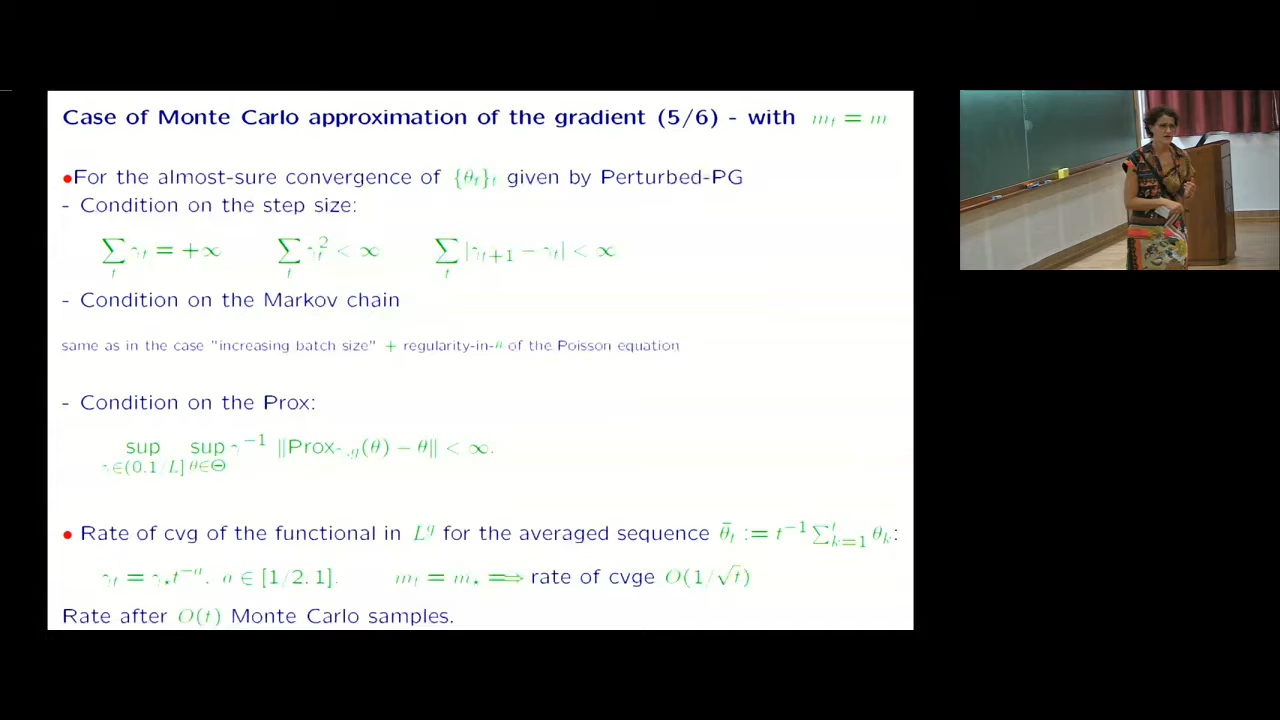 Case of Monte Carlo approximation of the gradient (5/6) - with m_t = m
•For the almost-sure convergence of {θ_t}_t given by Perturbed-PG
- Condition on the step size:
∑_t γ_t = +∞ ∑_t γ_t^2 < ∞ ∑_t |γ_{t+1} − γ_t| < ∞
- Condition on the Markov chain
same as in the case "increasing batch size" + regularity-in-θ of the Poisson equation
- Condition on the Prox:
sup_{γ∈(0,1/L]} sup_{θ∈Θ} γ^{−1} ‖Prox_{γ,g}(θ) − θ‖ < ∞.
• Rate of cvg of the functional in L^q for the averaged sequence θ̄_t := t^{−1} ∑_{k=1}^t θ_k:
γ_t = γ_⋆ t^{−a}, a ∈ [1/2, 1]. m_t = m_⋆ ⟹ rate of cvge O(1/√t)
Rate after O(t) Monte Carlo samples.